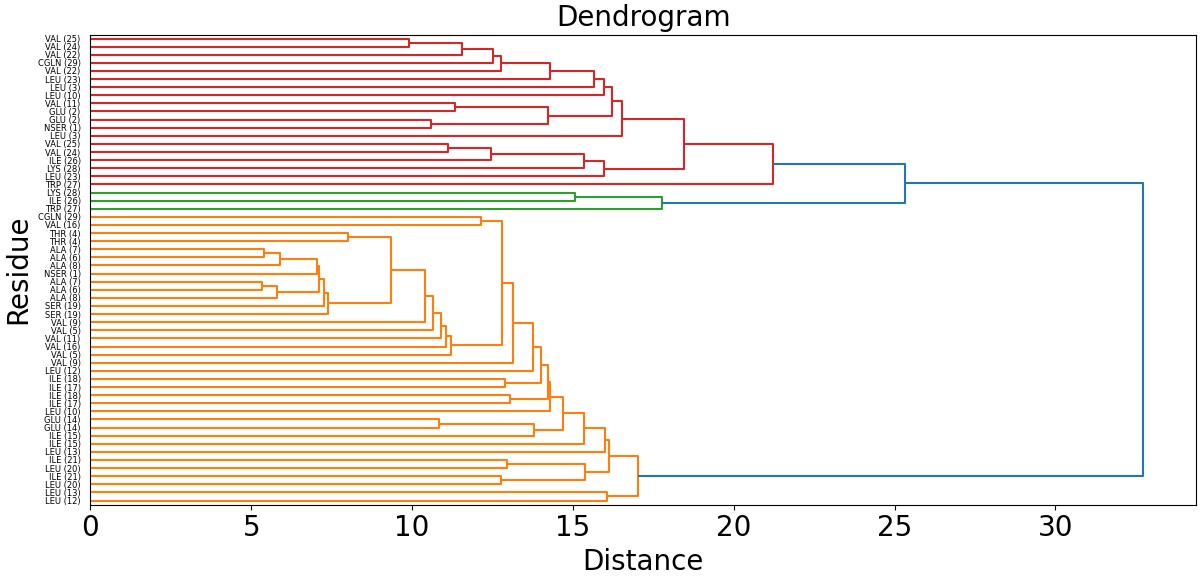 Dendrogram
Residue
VAL (25)
VAL (24)
VAL (22)
CGLN (29)
VAL (22)
LEU (23)
LEU (3)
LEU (10)
VAL (11)
GLU (2)
GLU (2)
NSER (1)
LEU (3)
VAL (25)
VAL (24)
ILE (26)
LYS (28)
LEU (23)
TRP (27)
LYS (28)
ILE (26)
TRP (27)
CGLN (29)
VAL (16)
THR (4)
THR (4)
ALA (7)
ALA (6)
ALA (8)
NSER (1)
ALA (7)
ALA (6)
ALA (8)
SER (19)
SER (19)
VAL (9)
VAL (5)
VAL (11)
VAL (16)
VAL (5)
VAL (9)
LEU (12)
ILE (18)
ILE (17)
ILE (18)
ILE (17)
LEU (10)
GLU (14)
GLU (14)
ILE (15)
ILE (15)
LEU (13)
ILE (21)
LEU (20)
ILE (21)
LEU (20)
LEU (13)
LEU (12)
0 5 10 15 20 25 30
Distance